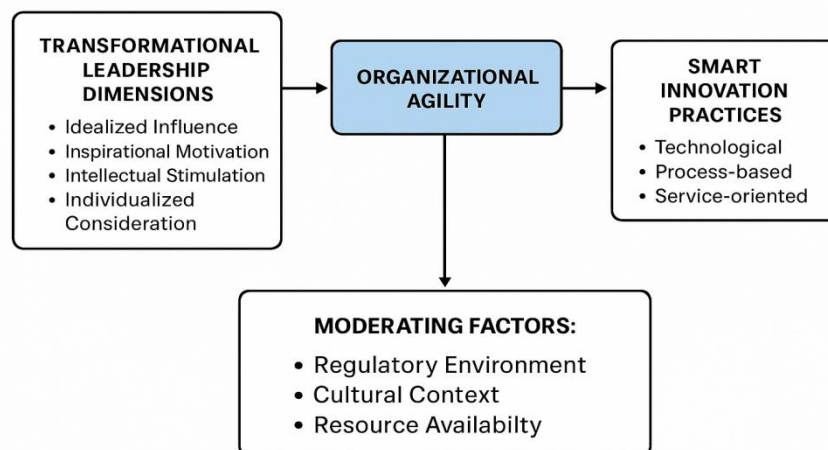 TRANSFORMATIONAL
LEADERSHIP
DIMENSIONS
• Idealized Influence
• Inspirational Motivation
• Intellectual Stimulation
• Individualized
Consideration
ORGANIZATIONAL
AGILITY
SMART
INNOVATION
PRACTICES
• Technological
• Process-based
• Service-oriented
MODERATING FACTORS:
• Regulatory Environment
• Cultural Context
• Resource Availabilty